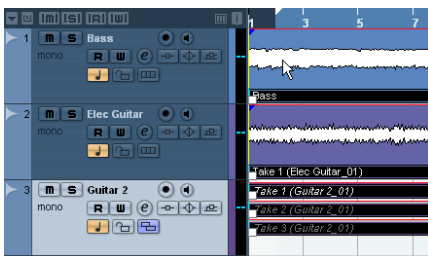 [M] [S] [R] [W] 1 3 5 7
1 m S Bass
mono R W e
Bass
2 m S Elec Guitar
mono R W e
Take 1 (Elec Guitar_01)
3 m S Guitar 2
mono R W e
Take 1 (Guitar 2_01)
Take 2 (Guitar 2_01)
Take 3 (Guitar 2_01)